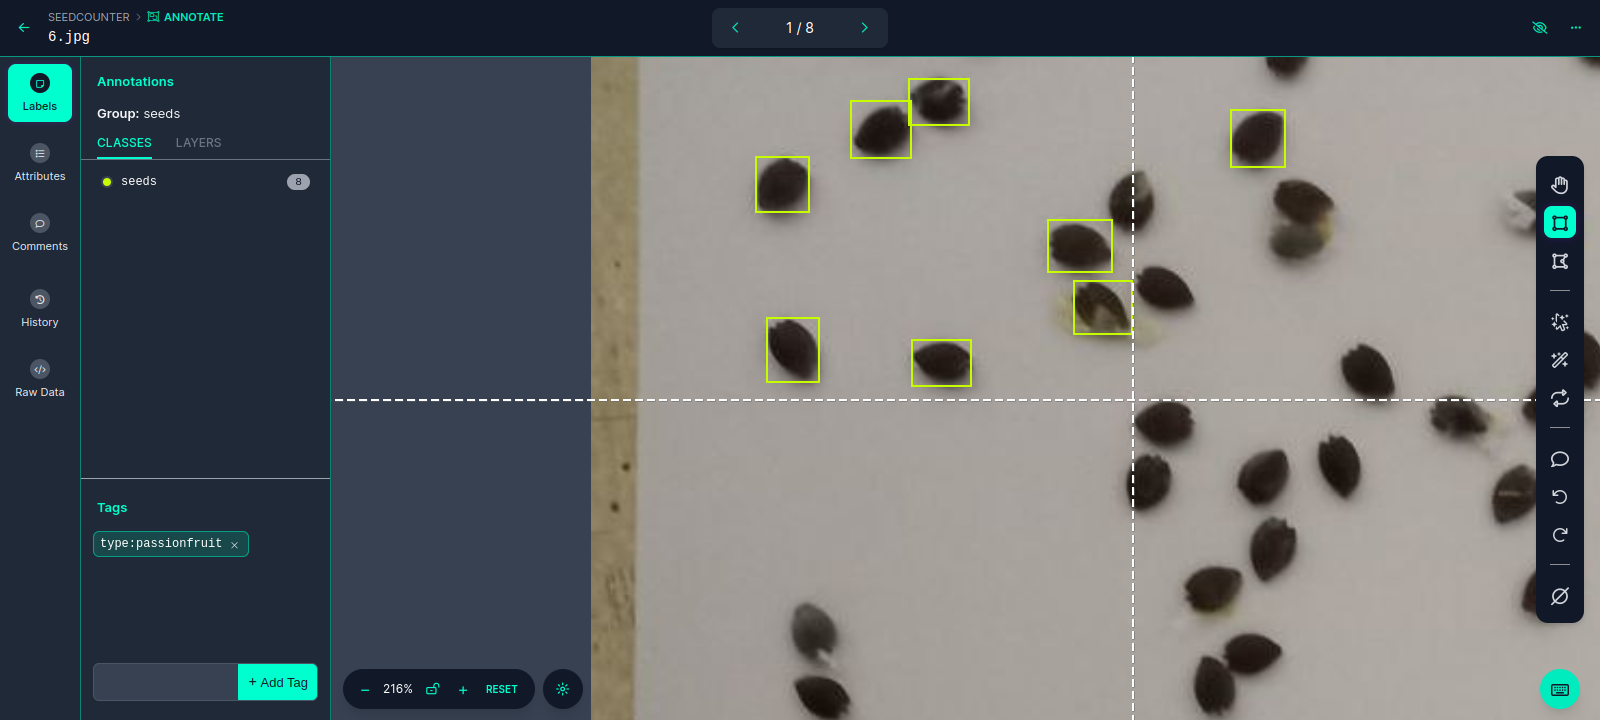 SEEDCOUNTER > ANNOTATE
6.jpg
1 / 8
Labels
Attributes
Comments
History
Raw Data
Annotations
Group: seeds
CLASSES LAYERS
seeds 8
Tags
type:passionfruit ×
+ Add Tag
− 216% + RESET